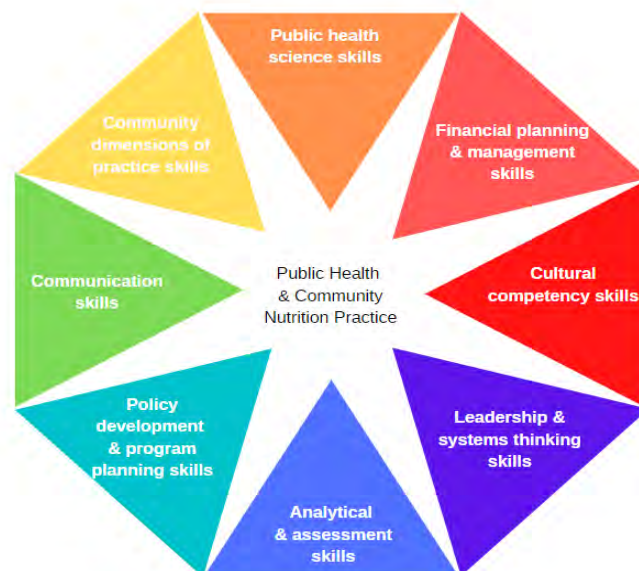 Public health
science skills
Financial planning
& management
skills
Cultural
competency skills
Leadership &
systems thinking
skills
Analytical
& assessment
skills
Policy
development
& program
planning skills
Communication
skills
Community
dimensions of
practice skills
Public Health
& Community
Nutrition Practice